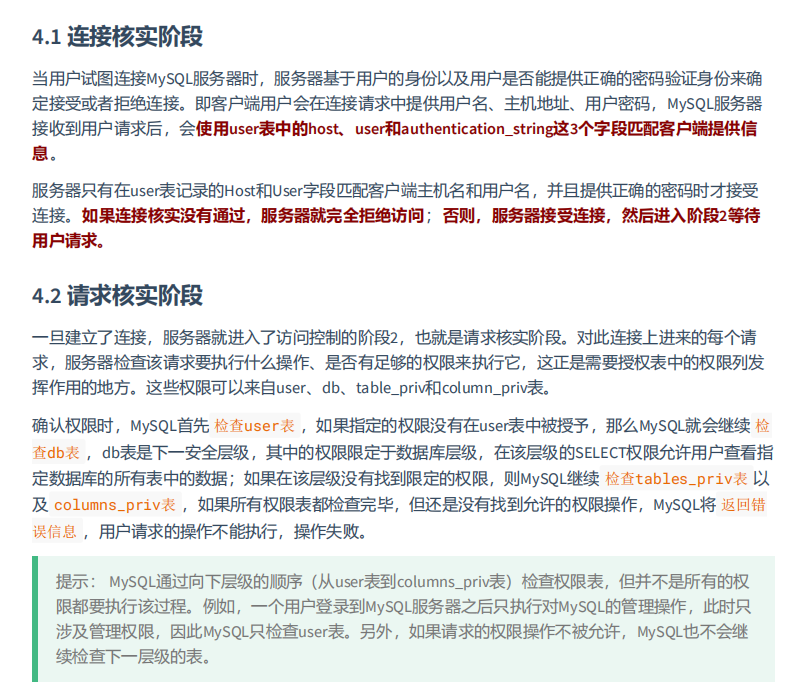 4.1 连接核实阶段
当用户试图连接MySQL服务器时，服务器基于用户的身份以及用户是否能提供正确的密码验证身份来确
定接受或者拒绝连接。即客户端用户会在连接请求中提供用户名、主机地址、用户密码，MySQL服务器
接收到用户请求后，会使用user表中的host、user和authentication_string这3个字段匹配客户端提供信
息。
服务器只有在user表记录的Host和User字段匹配客户端主机名和用户名，并且提供正确的密码时才接受
连接。如果连接核实没有通过，服务器就完全拒绝访问；否则，服务器接受连接，然后进入阶段2等待
用户请求。
4.2 请求核实阶段
一旦建立了连接，服务器就进入了访问控制的阶段2，也就是请求核实阶段。对此连接上进来的每个请
求，服务器检查该请求要执行什么操作、是否有足够的权限来执行它，这正是需要授权表中的权限列发
挥作用的地方。这些权限可以来自user、db、table_priv和column_priv表。
确认权限时，MySQL首先 检查user表 ，如果指定的权限没有在user表中被授予，那么MySQL就会继续 检
查db表 ，db表是下一安全层级，其中的权限限定于数据库层级，在该层级的SELECT权限允许用户查看指
定数据库的所有表中的数据；如果在该层级没有找到限定的权限，则MySQL继续 检查tables_priv表 以
及 columns_priv表 ，如果所有权限表都检查完毕，但还是没有找到允许的权限操作，MySQL将 返回错
误信息 ，用户请求的操作不能执行，操作失败。
提示： MySQL通过向下层级的顺序（从user表到columns_priv表）检查权限表，但并不是所有的权
限都要执行该过程。例如，一个用户登录到MySQL服务器之后只执行对MySQL的管理操作，此时只
涉及管理权限，因此MySQL只检查user表。另外，如果请求的权限操作不被允许，MySQL也不会继
续检查下一层级的表。